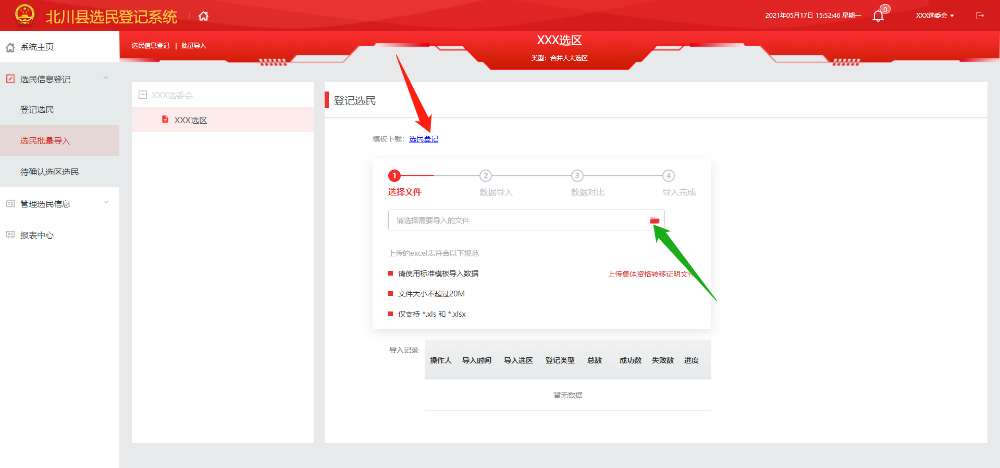 北川县选民登记系统
2021年05月17日 15:52:46 星期一
0
XXX选委会
系统主页
选民信息登记
登记选民
选民批量导入
待确认选区选民
管理选民信息
报表中心
选民信息登记 | 批量导入
XXX选区
类型：合并人大选区
XXX选委会
XXX选区
登记选民
模板下载：选民登记
1 2 3 4
选择文件 数据导入 数据对比 导入完成
请选择需要导入的文件
上传的excel表符合以下规范
请使用标准模板导入数据
上传集体资格转移证明文件
文件大小不超过20M
仅支持 *.xls 和 *.xlsx
导入记录
操作人 导入时间 导入选区 登记类型 总数 成功数 失败数 进度
暂无数据